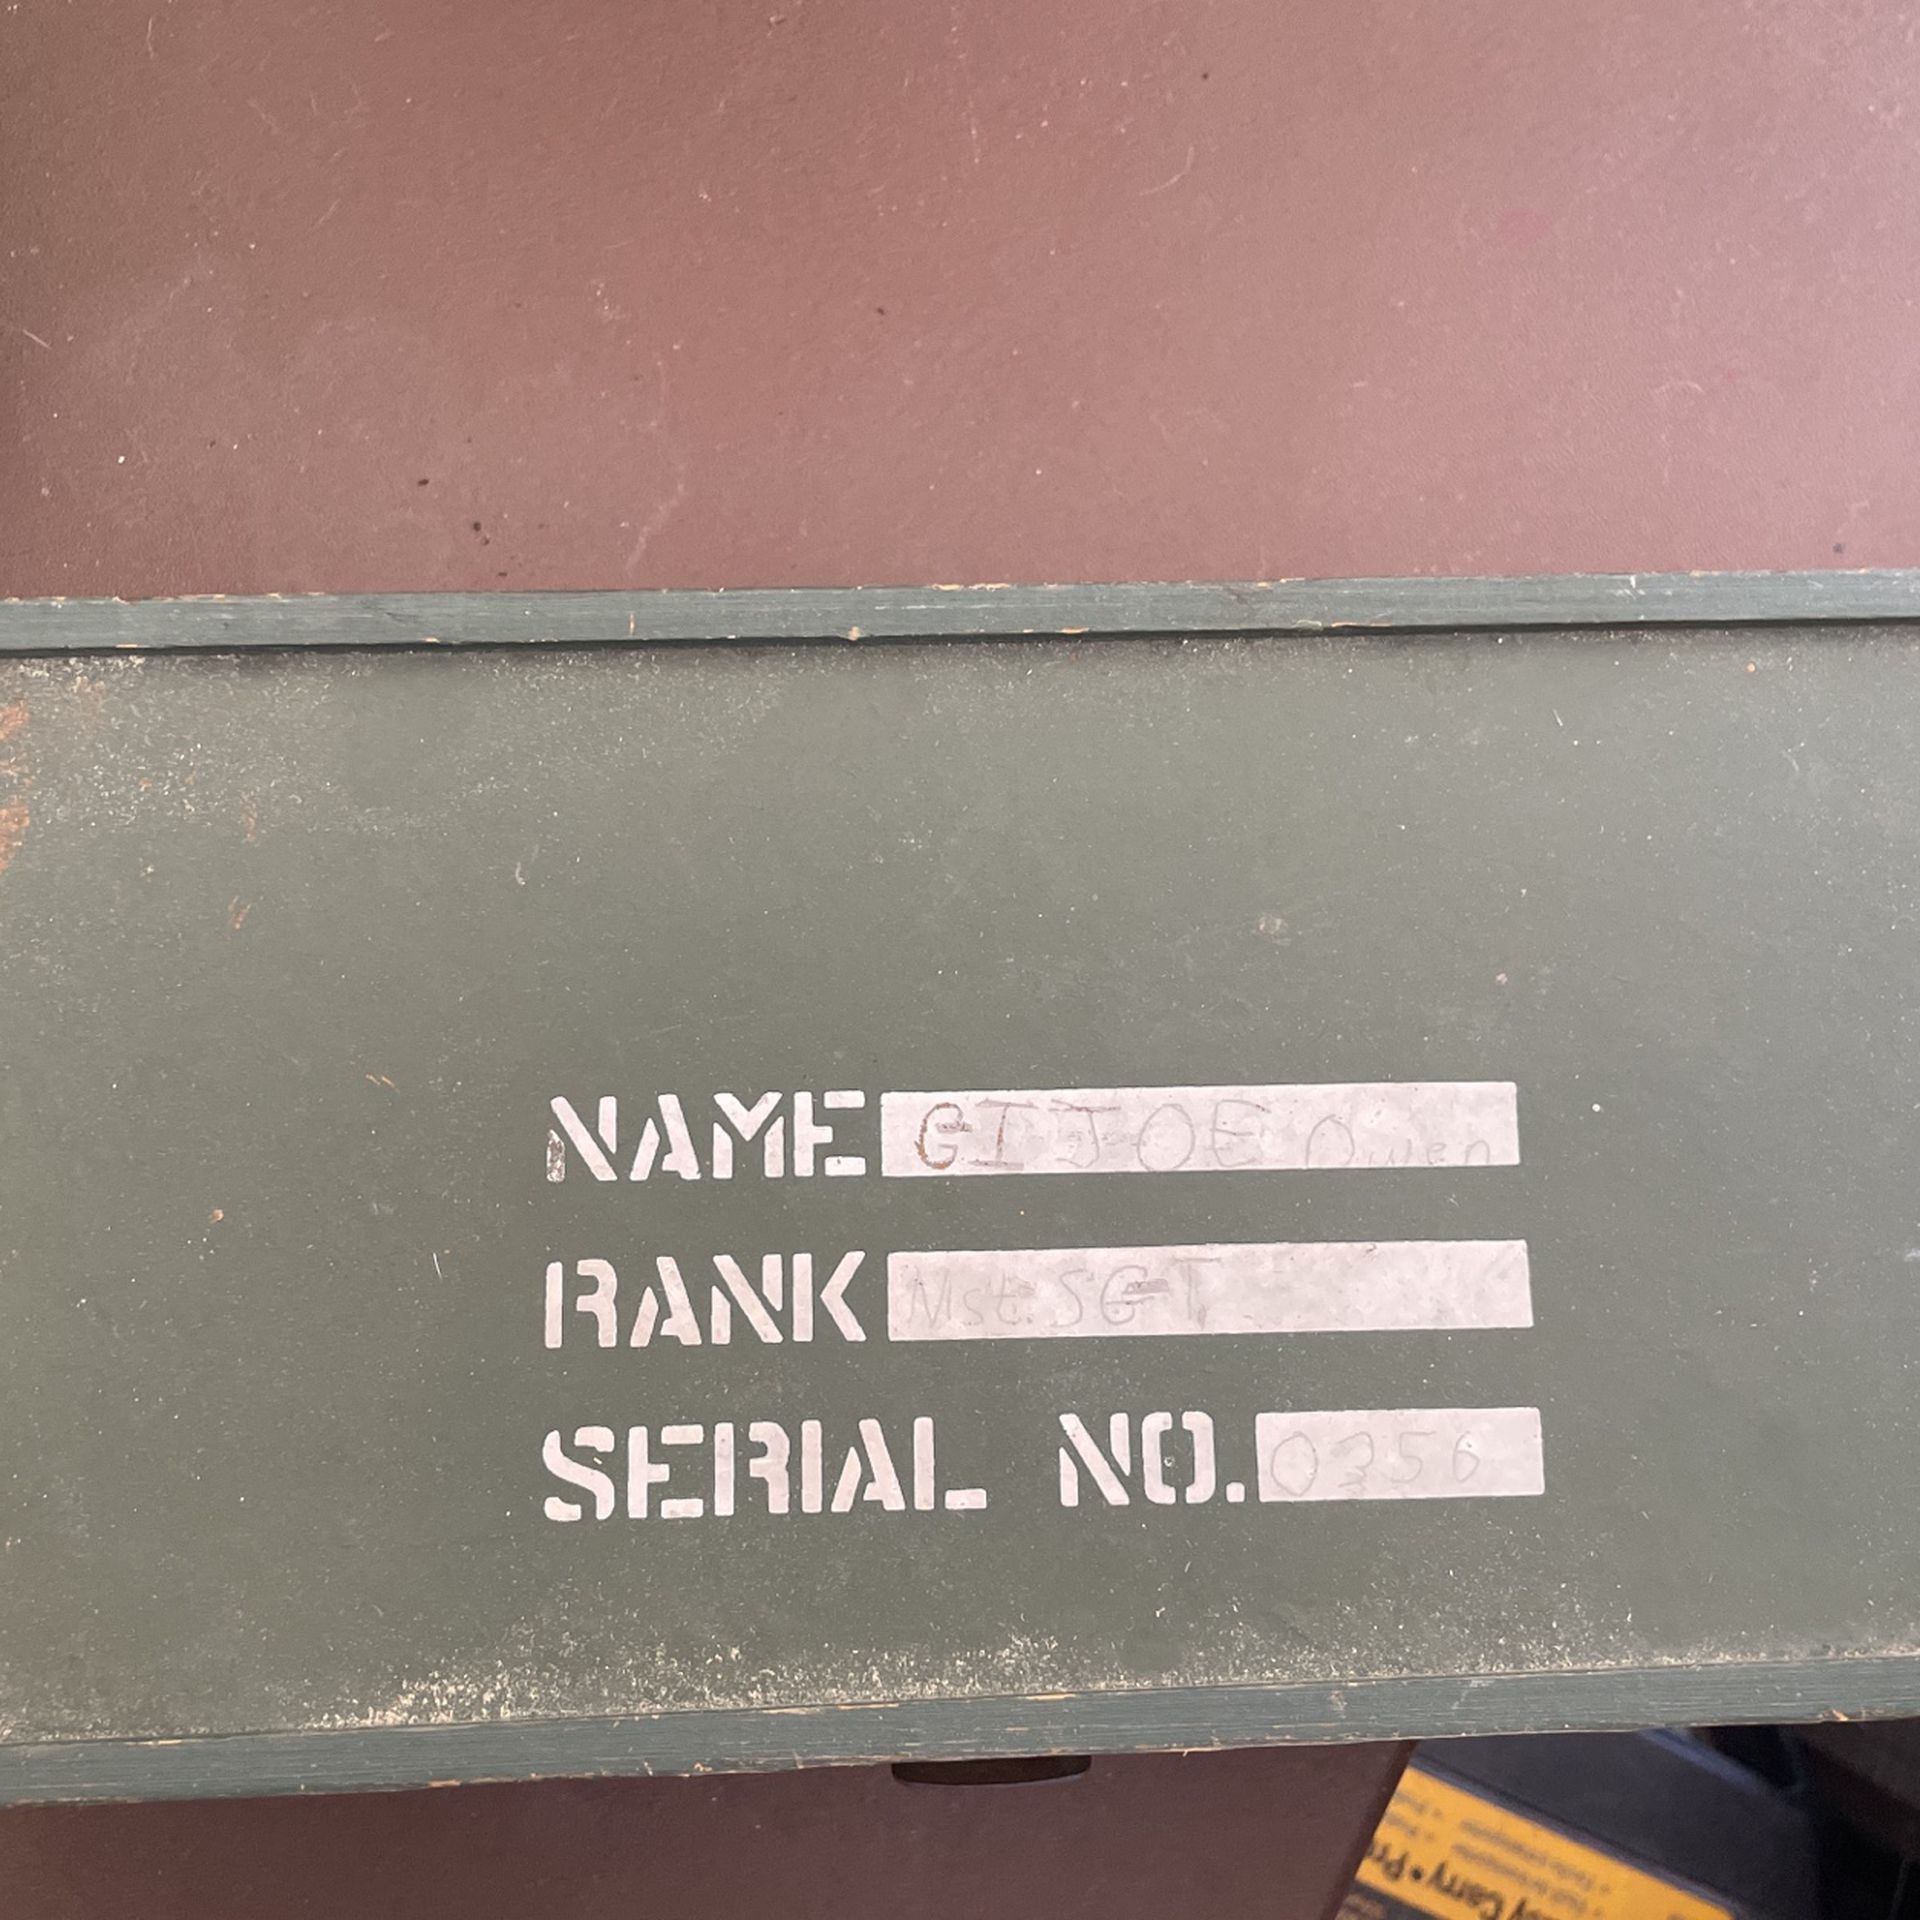 NAME GI JOE Owen
RANK Mst. SGT
SERIAL NO. 0356